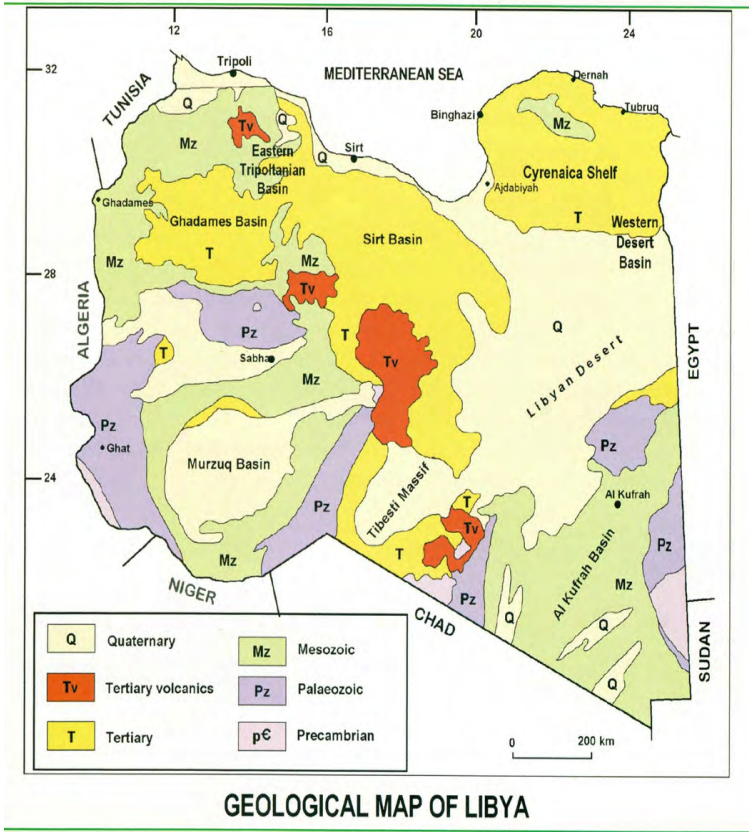 12
16
20
24
32
28
24
Tripoli
MEDITERRANEAN SEA
Dernah
TUNISIA
Q
Binghazi
Tubruq
Tv
Q
Mz
Mz
Q
Sirt
Eastern
Tripoltanian
Basin
Cyrenaica Shelf
Ajdabiyah
Ghadames
Ghadames Basin
T
Western
Desert
Basin
Sirt Basin
T
Mz
Mz
Tv
ALGERIA
Pz
T
Q
EGYPT
T
Sabha
Tv
Libyan Desert
Mz
Pz
Ghat
Pz
Murzuq Basin
Tibesti Massif
Al Kufrah
T
Pz
Tv
Mz
T
Pz
Al Kufrah Basin
Mz
Pz
NIGER
CHAD
Q
Q
Q
SUDAN
Q Quaternary
Tv Tertiary volcanics
T Tertiary
Mz Mesozoic
Pz Palaeozoic
p€ Precambrian
0 200 km
GEOLOGICAL MAP OF LIBYA